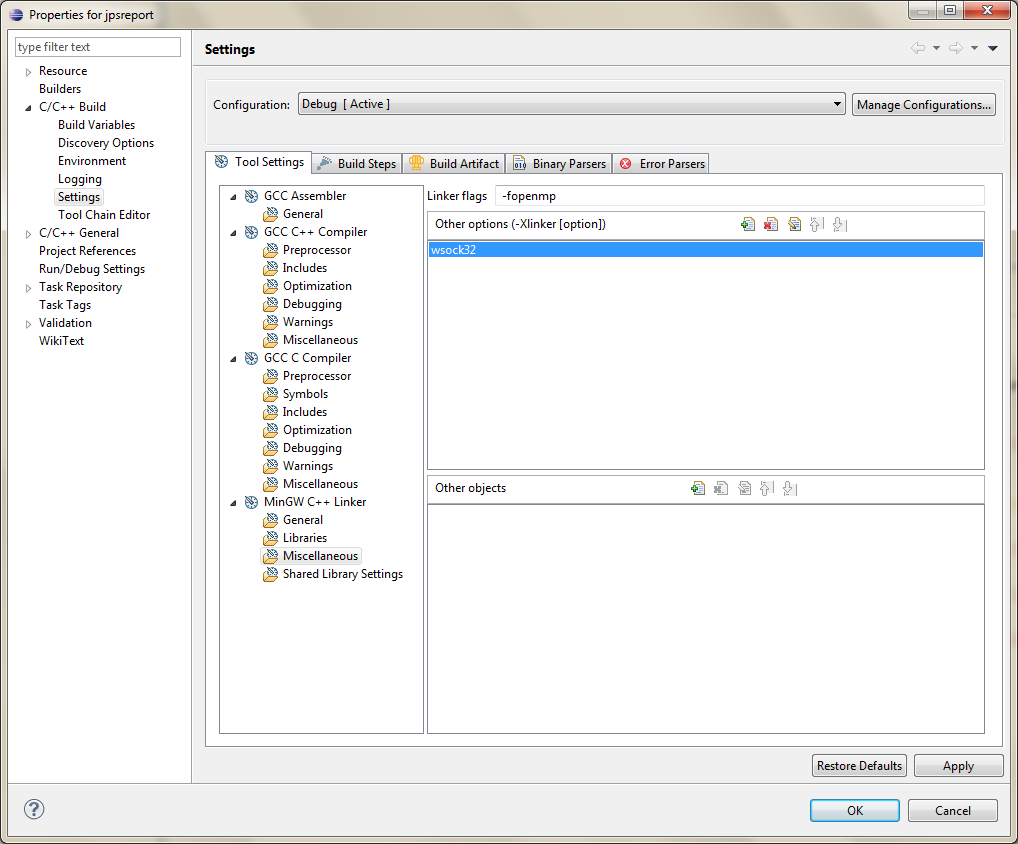 Properties for jpsreport
type filter text
Resource
Builders
C/C++ Build
Build Variables
Discovery Options
Environment
Logging
Settings
Tool Chain Editor
C/C++ General
Project References
Run/Debug Settings
Task Repository
Task Tags
Validation
WikiText
Settings
Configuration: Debug [ Active ] Manage Configurations...
Tool Settings Build Steps Build Artifact Binary Parsers Error Parsers
GCC Assembler
General
GCC C++ Compiler
Preprocessor
Includes
Optimization
Debugging
Warnings
Miscellaneous
GCC C Compiler
Preprocessor
Symbols
Includes
Optimization
Debugging
Warnings
Miscellaneous
MinGW C++ Linker
General
Libraries
Miscellaneous
Shared Library Settings
Linker flags -fopenmp
Other options (-Xlinker [option])
wsock32
Other objects
Restore Defaults Apply
OK Cancel